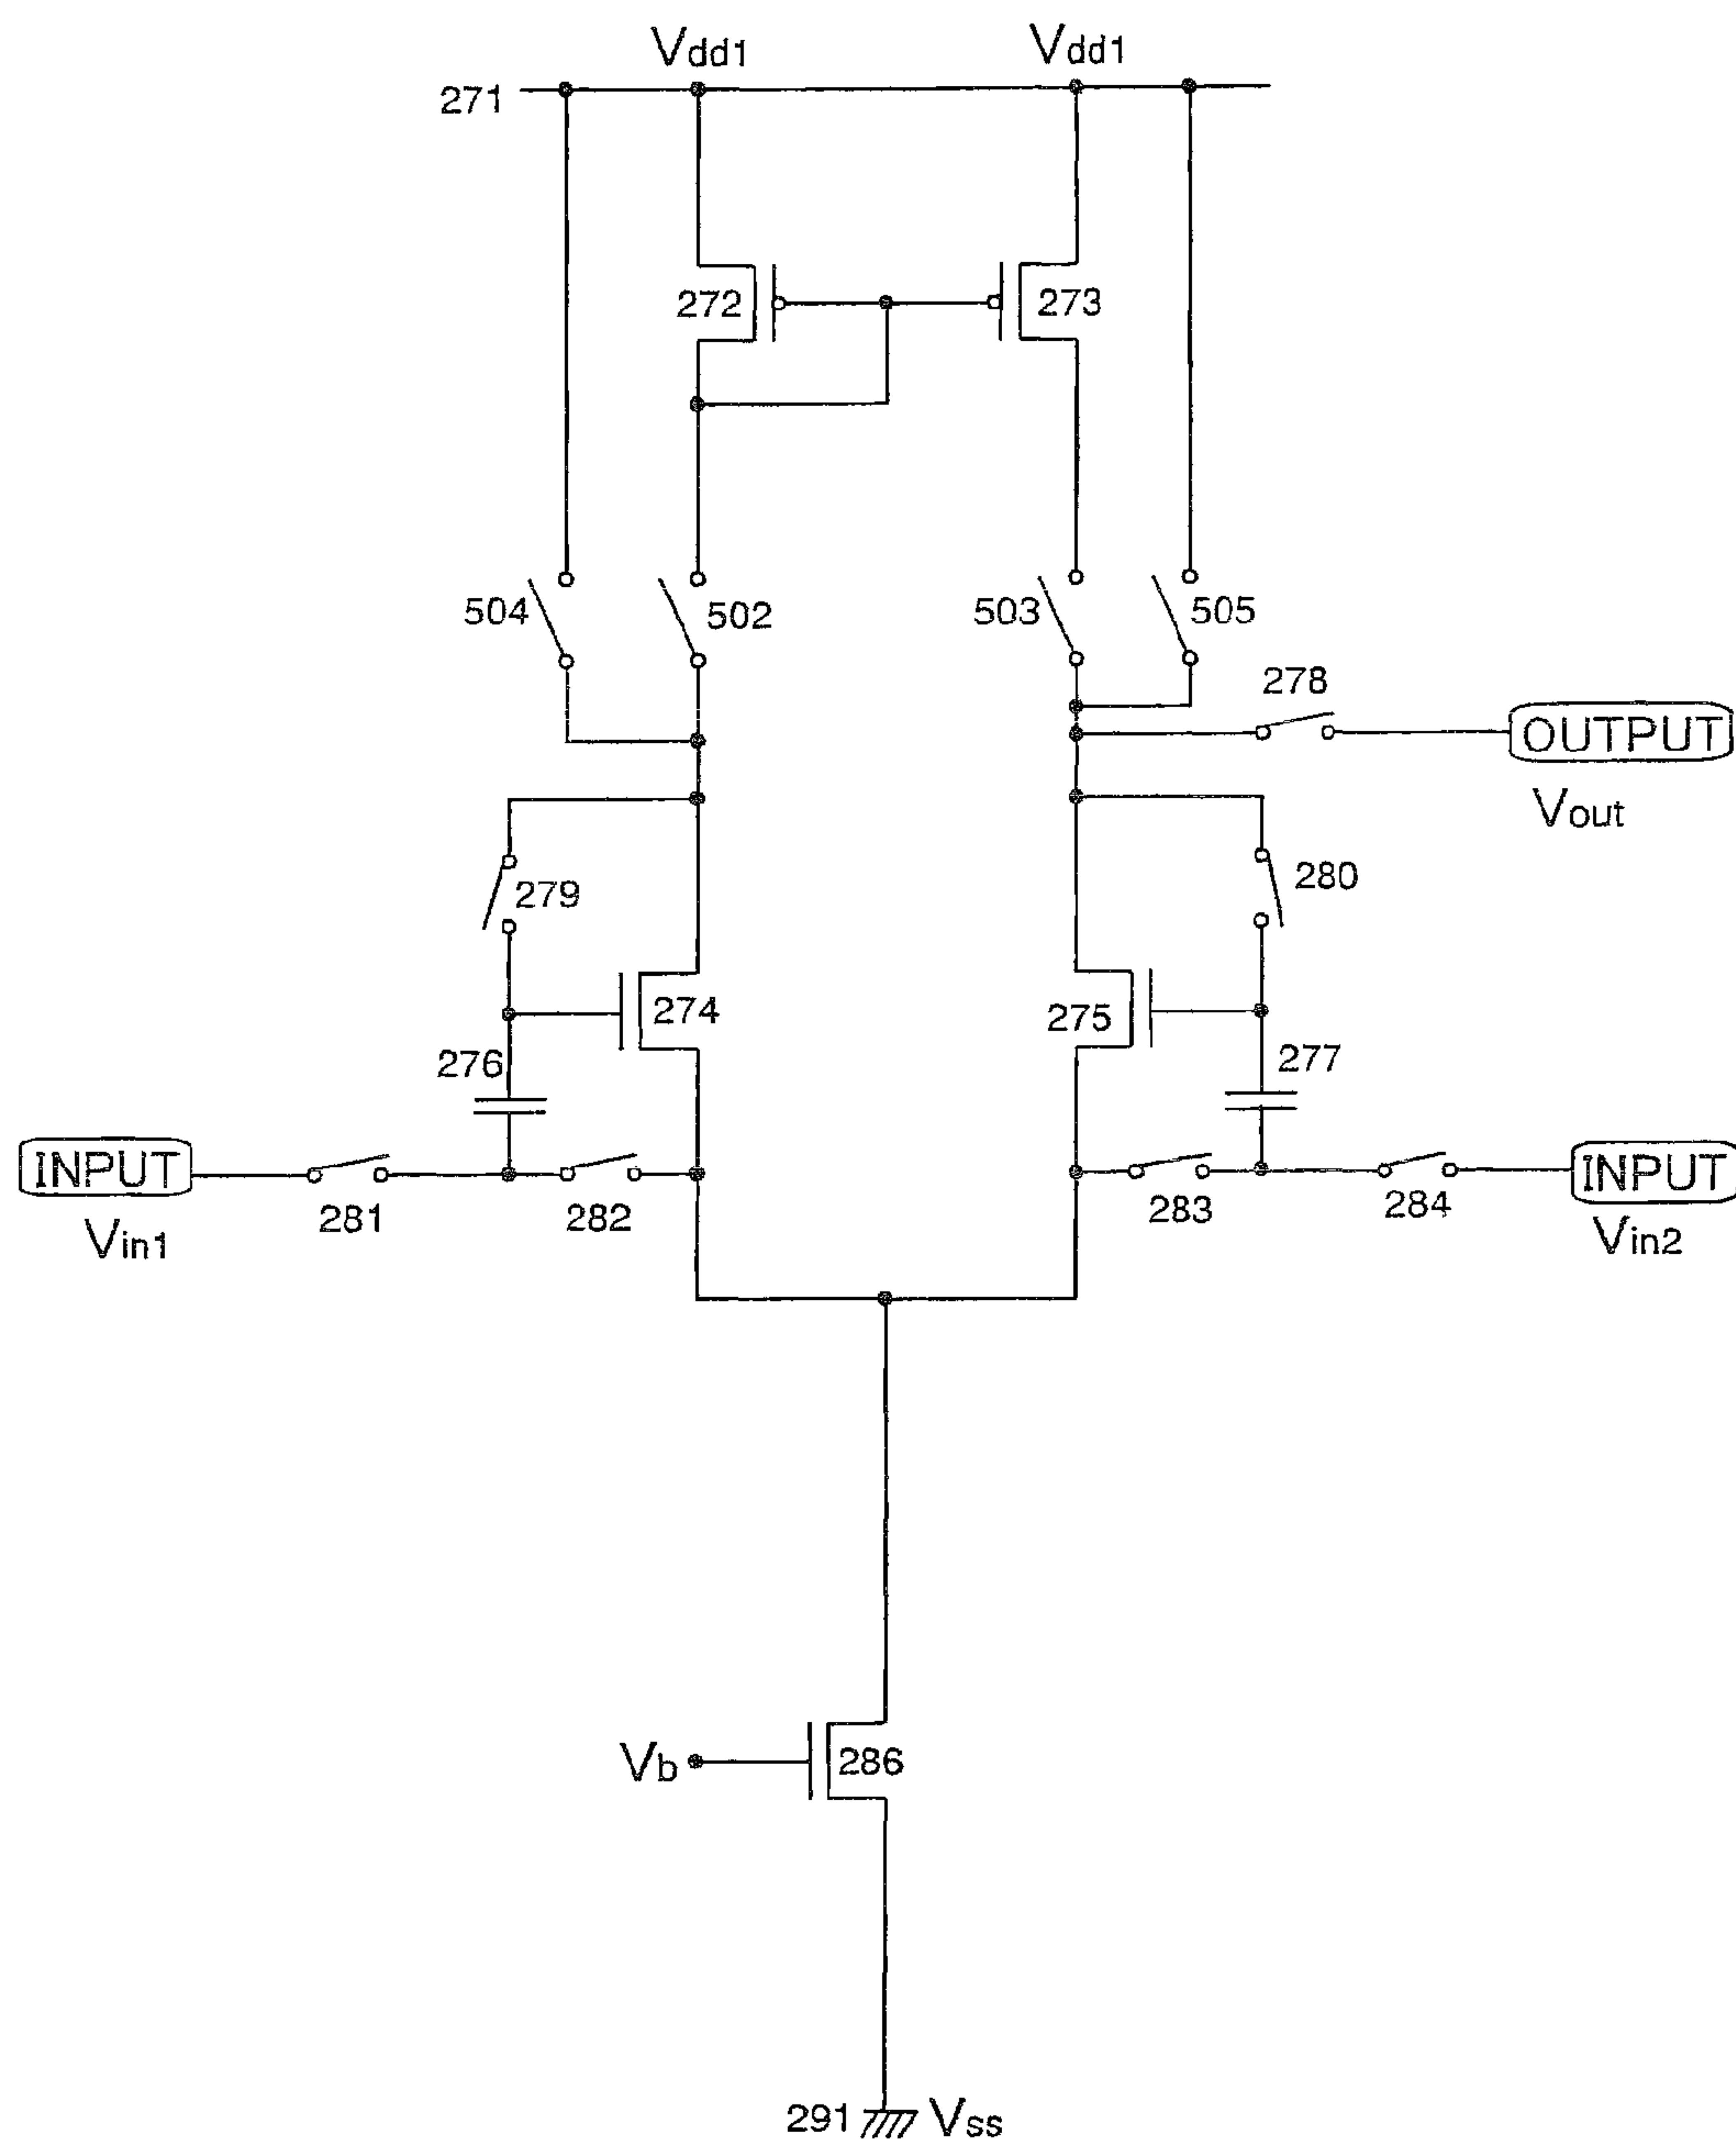 Vdd1 Vdd1
271
272 273
504 502 503 505
278
OUTPUT
Vout
279 280
274 275
276 277
INPUT INPUT
281 282 283 284
Vin1 Vin2
Vb 286
291 Vss